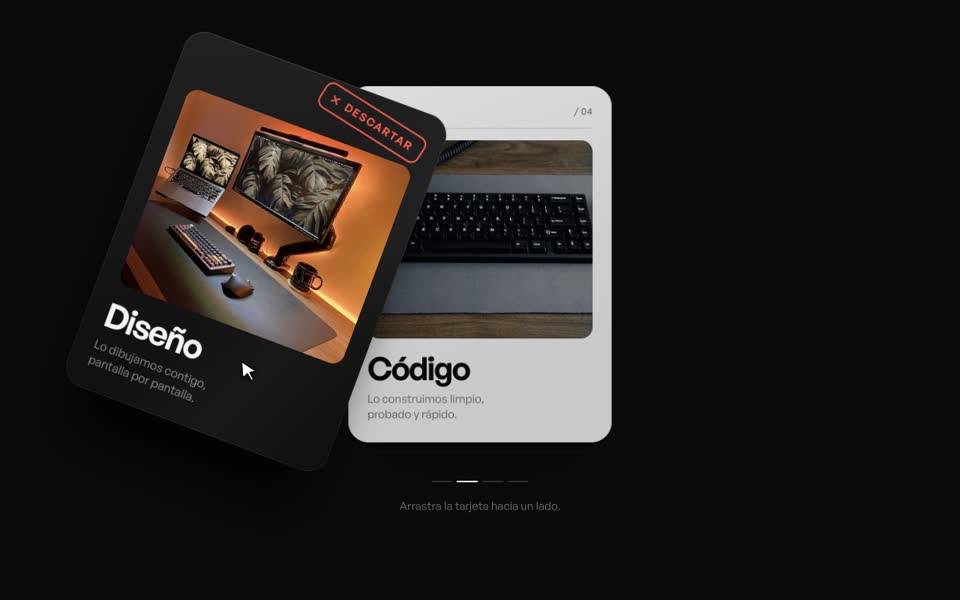 ✕ DESCARTAR
Diseño
Lo dibujamos contigo,
pantalla por pantalla.
/ 04
Código
Lo construimos limpio,
probado y rápido.
Arrastra la tarjeta hacia un lado.